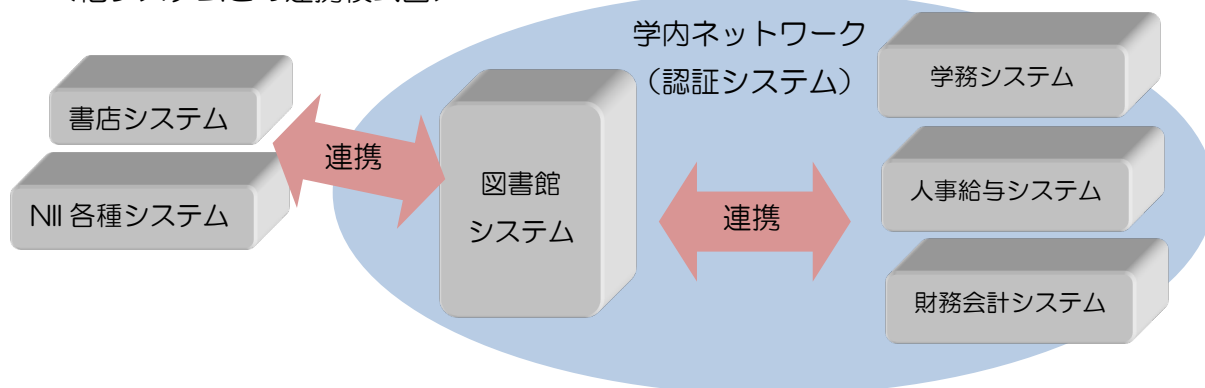 学内ネットワーク
（認証システム）
書店システム
NII 各種システム
連携
図書館
システム
連携
学務システム
人事給与システム
財務会計システム